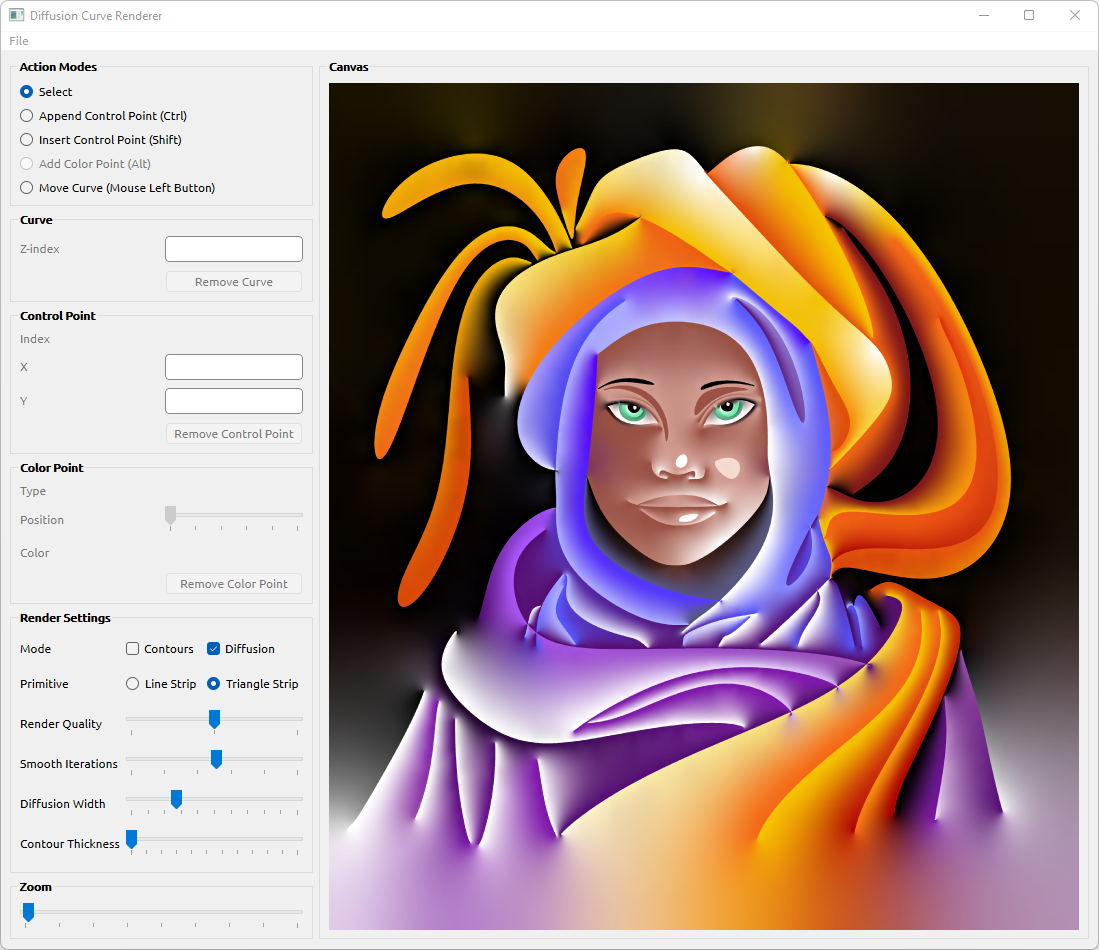 Diffusion Curve Renderer
File
Action Modes
Select
Append Control Point (Ctrl)
Insert Control Point (Shift)
Add Color Point (Alt)
Move Curve (Mouse Left Button)
Curve
Z-index
Remove Curve
Control Point
Index
X
Y
Remove Control Point
Color Point
Type
Position
Color
Remove Color Point
Render Settings
Mode Contours Diffusion
Primitive Line Strip Triangle Strip
Render Quality
Smooth Iterations
Diffusion Width
Contour Thickness
Zoom
Canvas